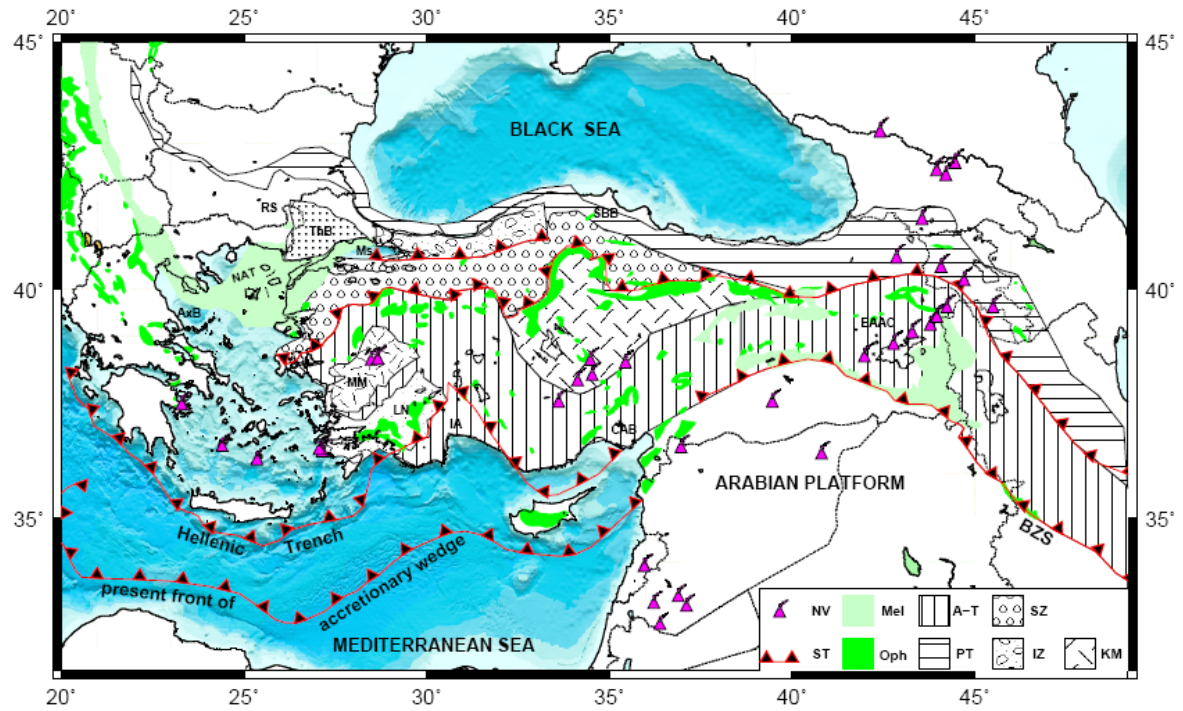 20° 25° 30° 35° 40° 45°
45° 45°
BLACK SEA
RS
SBB
ThB
Ms
NAT
40° 40°
AxB
EAAC
MM
LN
IA
CAB
ARABIAN PLATFORM
35° 35°
Hellenic Trench
BZS
present front of accretionary wedge
MEDITERRANEAN SEA
NV Mel A-T SZ
ST Oph PT IZ KM
20° 25° 30° 35° 40° 45°